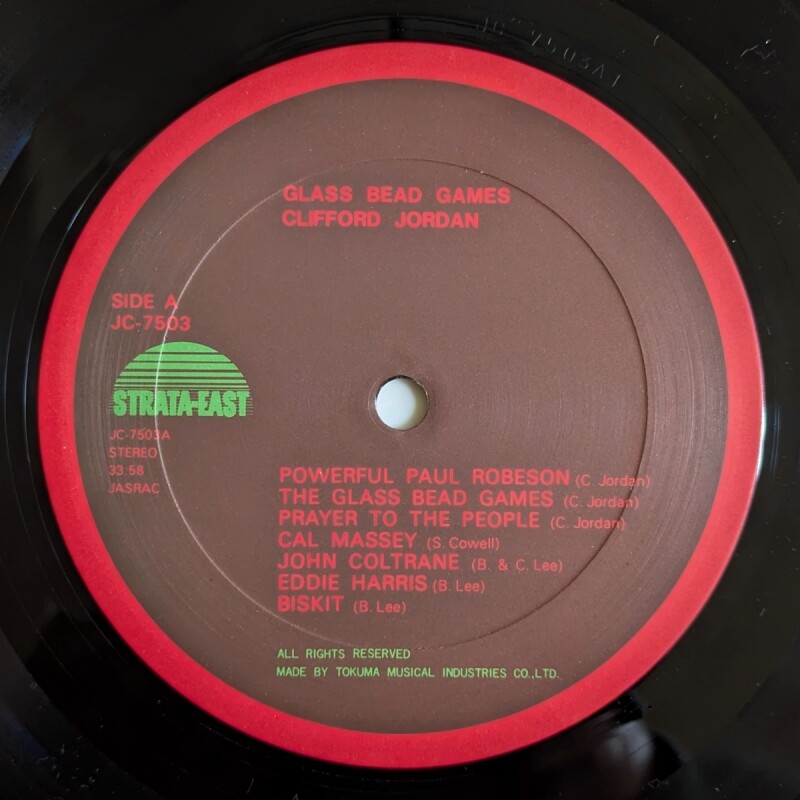 JC-7503A1
GLASS BEAD GAMES
CLIFFORD JORDAN
SIDE A
JC-7503
STRATA-EAST
JC-7503A
STEREO
33.58
JASRAC
POWERFUL PAUL ROBESON (C. Jordan)
THE GLASS BEAD GAMES (C. Jordan)
PRAYER TO THE PEOPLE (C. Jordan)
CAL MASSEY (S. Cowell)
JOHN COLTRANE (B. & C. Lee)
EDDIE HARRIS (B. Lee)
BISKIT (B. Lee)
ALL RIGHTS RESERVED
MADE BY TOKUMA MUSICAL INDUSTRIES CO.,LTD.